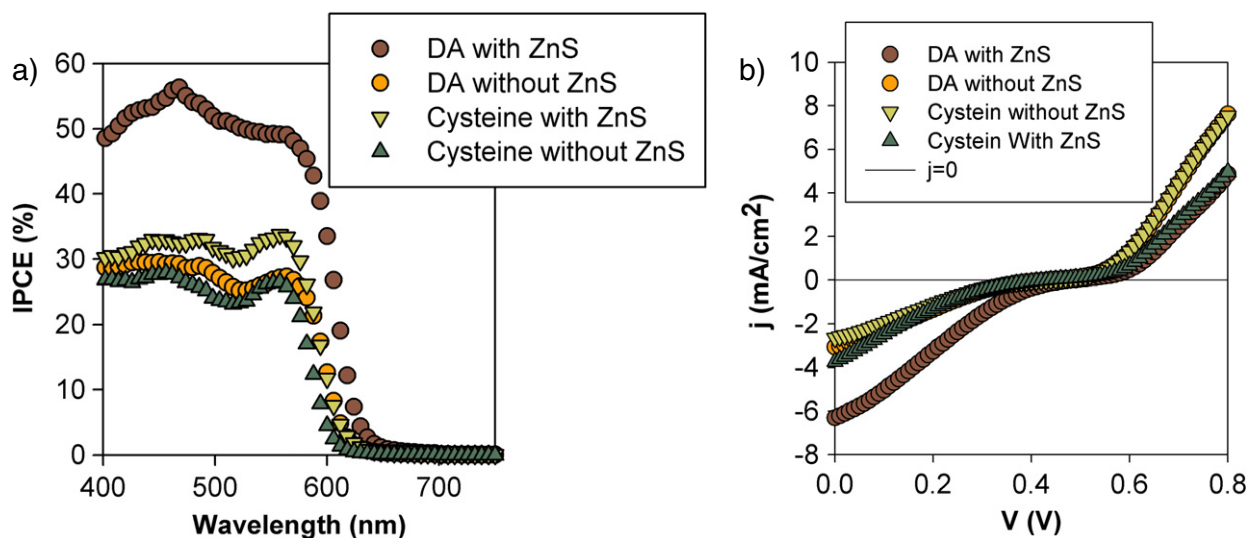 a)
DA with ZnS
DA without ZnS
Cysteine with ZnS
Cysteine without ZnS
IPCE (%)
60
50
40
30
20
10
0
400
500
600
700
Wavelength (nm)
b)
DA with ZnS
DA without ZnS
Cystein without ZnS
Cystein With ZnS
j=0
j (mA/cm²)
10
8
6
4
2
0
-2
-4
-6
-8
0.0
0.2
0.4
0.6
0.8
V (V)